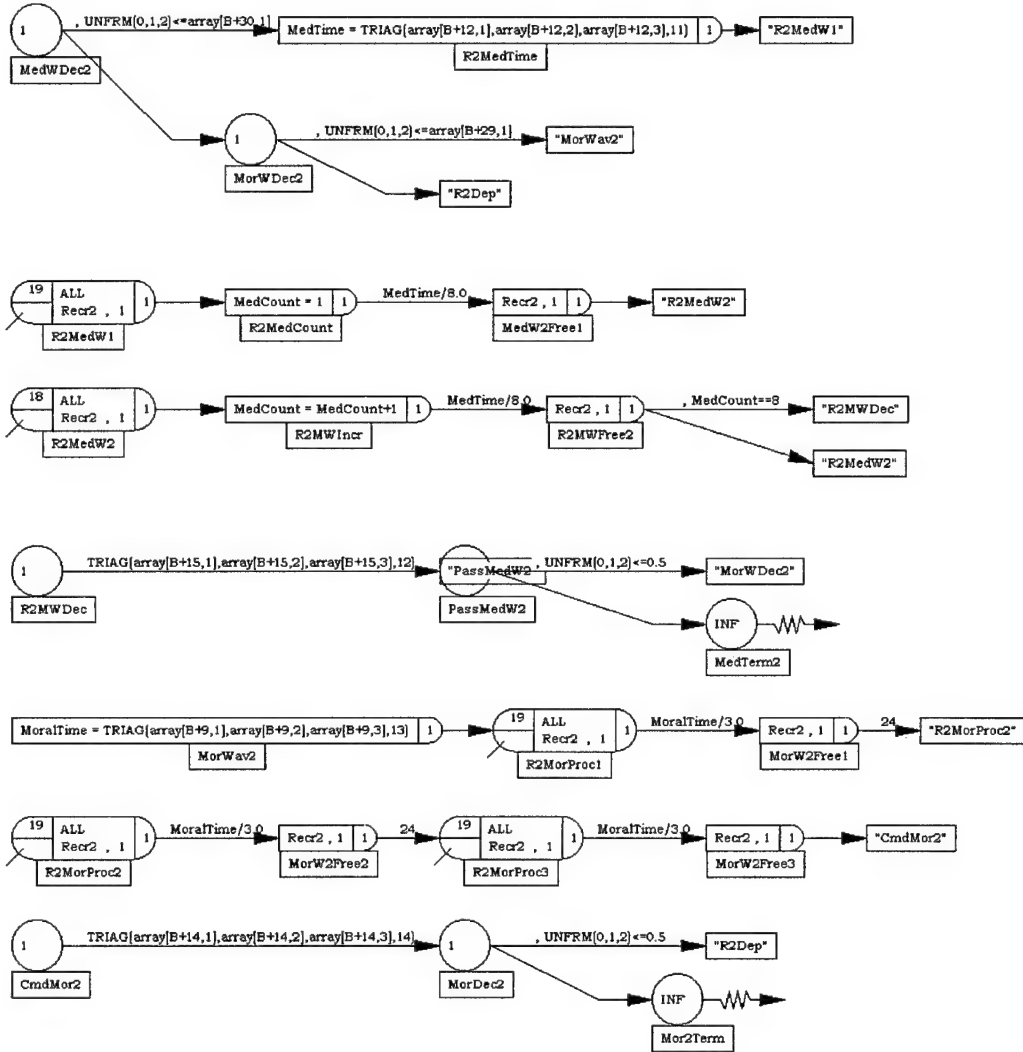 , UNFRM[0,1,2]<=array[B+30,1]
1
MedTime = TRIAG[array[B+12,1],array[B+12,2],array[B+12,3],11] 1
"R2MedW1"
MedWDec2
R2MedTime
, UNFRM[0,1,2]<=array[B+29,1]
1
"MorWav2"
MorWDec2
"R2Dep"
19 ALL 1
Recr2 , 1
MedCount = 1 1
MedTime/8.0
Recr2 , 1 1
"R2MedW2"
R2MedW1
R2MedCount
MedW2Free1
18 ALL 1
Recr2 , 1
MedCount = MedCount+1 1
MedTime/8.0
Recr2 , 1 1
, MedCount==8
"R2MWDec"
R2MedW2
R2MWIncr
R2MWFree2
"R2MedW2"
1
TRIAG[array[B+15,1],array[B+15,2],array[B+15,3],12]
"PassMedW2
, UNFRM[0,1,2]<=0.5
"MorWDec2"
R2MWDec
PassMedW2
INF
MedTerm2
MoralTime = TRIAG[array[B+9,1],array[B+9,2],array[B+9,3],13] 1
19 ALL 1
Recr2 , 1
MoralTime/3.0
Recr2 , 1 1
24
"R2MorProc2"
MorWav2
R2MorProc1
MorW2Free1
19 ALL 1
Recr2 , 1
MoralTime/3.0
Recr2 , 1 1
24
19 ALL 1
Recr2 , 1
MoralTime/3.0
Recr2 , 1 1
"CmdMor2"
R2MorProc2
MorW2Free2
R2MorProc3
MorW2Free3
1
TRIAG[array[B+14,1],array[B+14,2],array[B+14,3],14]
1
, UNFRM[0,1,2]<=0.5
"R2Dep"
CmdMor2
MorDec2
INF
Mor2Term